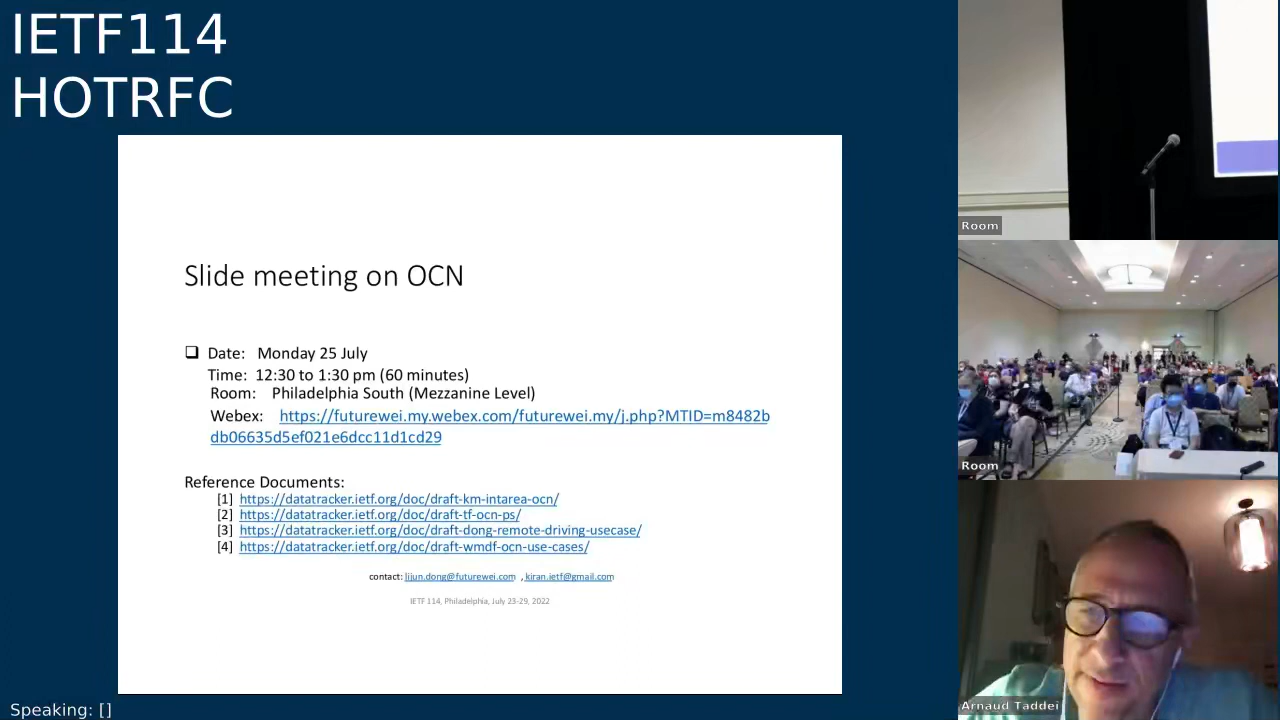 IETF114
HOTRFC
Slide meeting on OCN
❑ Date: Monday 25 July
Time: 12:30 to 1:30 pm (60 minutes)
Room: Philadelphia South (Mezzanine Level)
Webex: https://futurewei.my.webex.com/futurewei.my/j.php?MTID=m8482b
db06635d5ef021e6dcc11d1cd29
Reference Documents:
[1] https://datatracker.ietf.org/doc/draft-km-intarea-ocn/
[2] https://datatracker.ietf.org/doc/draft-tf-ocn-ps/
[3] https://datatracker.ietf.org/doc/draft-dong-remote-driving-usecase/
[4] https://datatracker.ietf.org/doc/draft-wmdf-ocn-use-cases/
contact: lijun.dong@futurewei.com , kiran.ietf@gmail.com
IETF 114, Philadelphia, July 23-29, 2022
Speaking: []
Room
Room
Arnaud Taddei